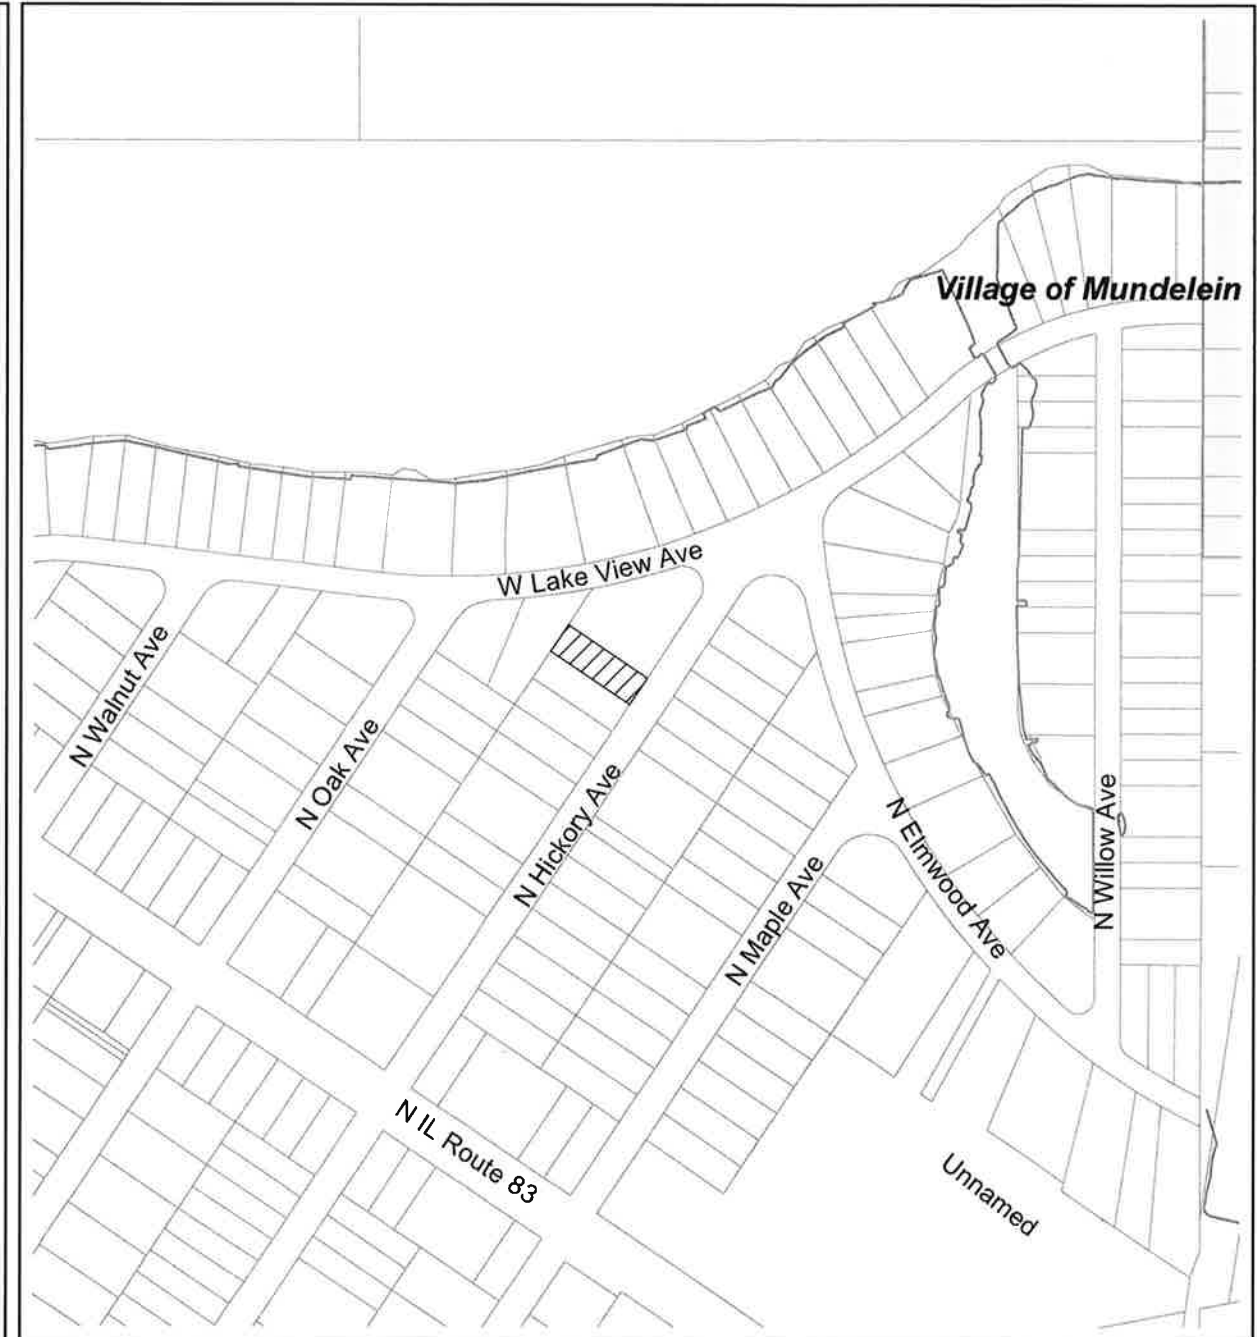 Village of Mundelein
W Lake View Ave
N Walnut Ave
N Oak Ave
N Hickory Ave
N Maple Ave
N Elmwood Ave
N Willow Ave
N IL Route 83
Unnamed